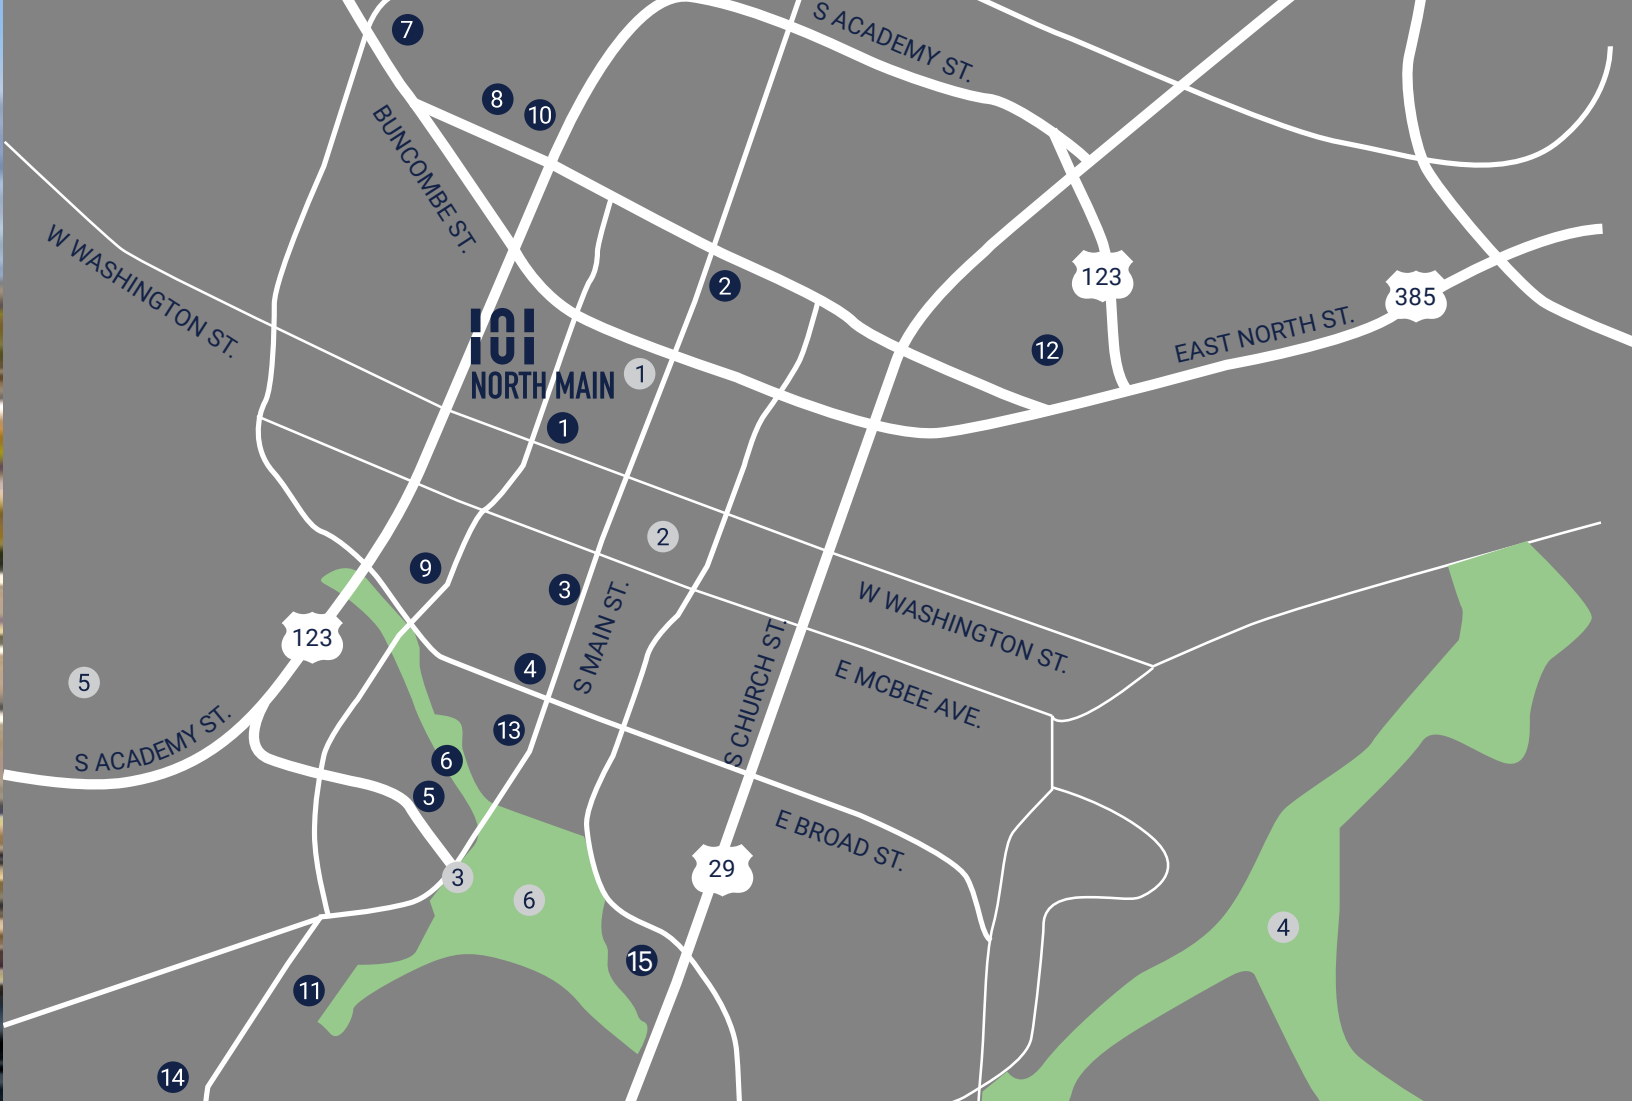 7
S ACADEMY ST.
8
10
BUNCOMBE ST.
W WASHINGTON ST.
2
123
385
EAST NORTH ST.
12
101
NORTH MAIN
1
1
2
9
3
S MAIN ST.
W WASHINGTON ST.
123
4
S CHURCH ST.
E MCBEE AVE.
5
S ACADEMY ST.
13
6
5
E BROAD ST.
29
3
6
4
15
11
14